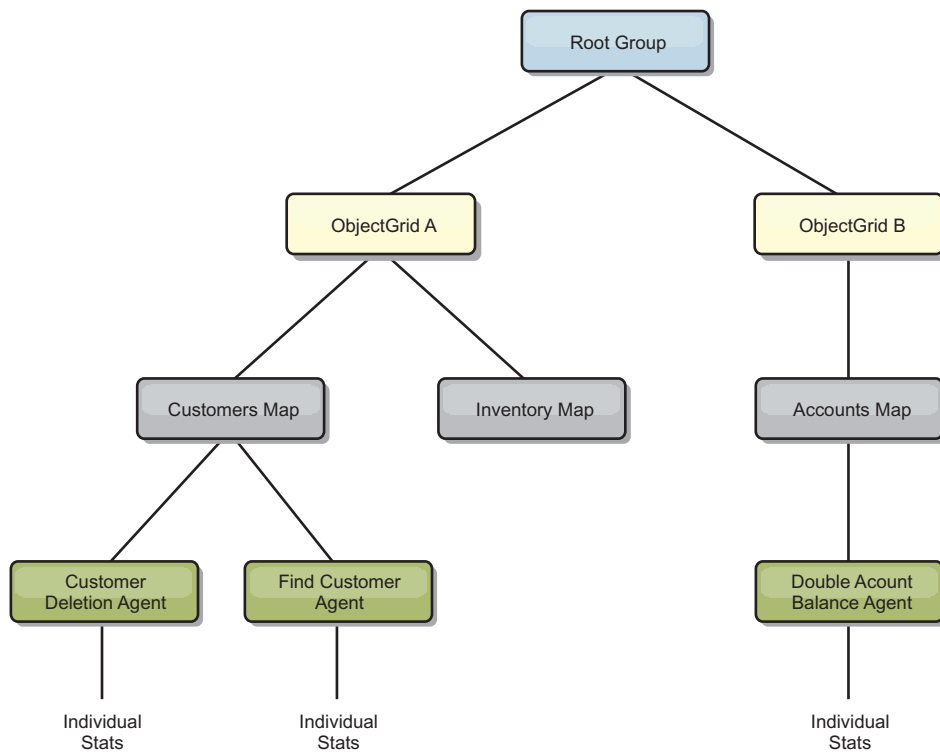 Root Group
ObjectGrid A
ObjectGrid B
Customers Map
Inventory Map
Accounts Map
Customer
Deletion Agent
Find Customer
Agent
Double Acount
Balance Agent
Individual
Stats
Individual
Stats
Individual
Stats